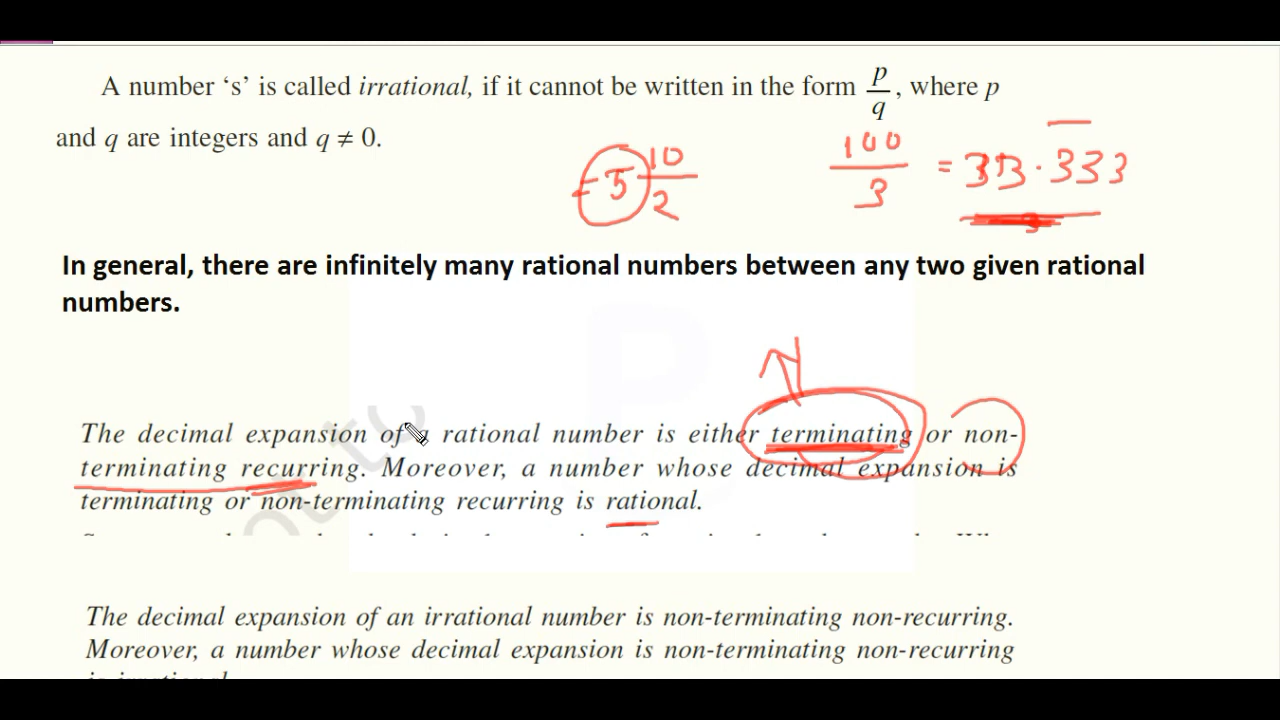 A number ‘s’ is called irrational, if it cannot be written in the form p/q, where p
and q are integers and q ≠ 0.
= 5 10/2
100/3 = 33.333
In general, there are infinitely many rational numbers between any two given rational
numbers.
The decimal expansion of a rational number is either terminating or non-
terminating recurring. Moreover, a number whose decimal expansion is
terminating or non-terminating recurring is rational.
The decimal expansion of an irrational number is non-terminating non-recurring.
Moreover, a number whose decimal expansion is non-terminating non-recurring
is irrational.